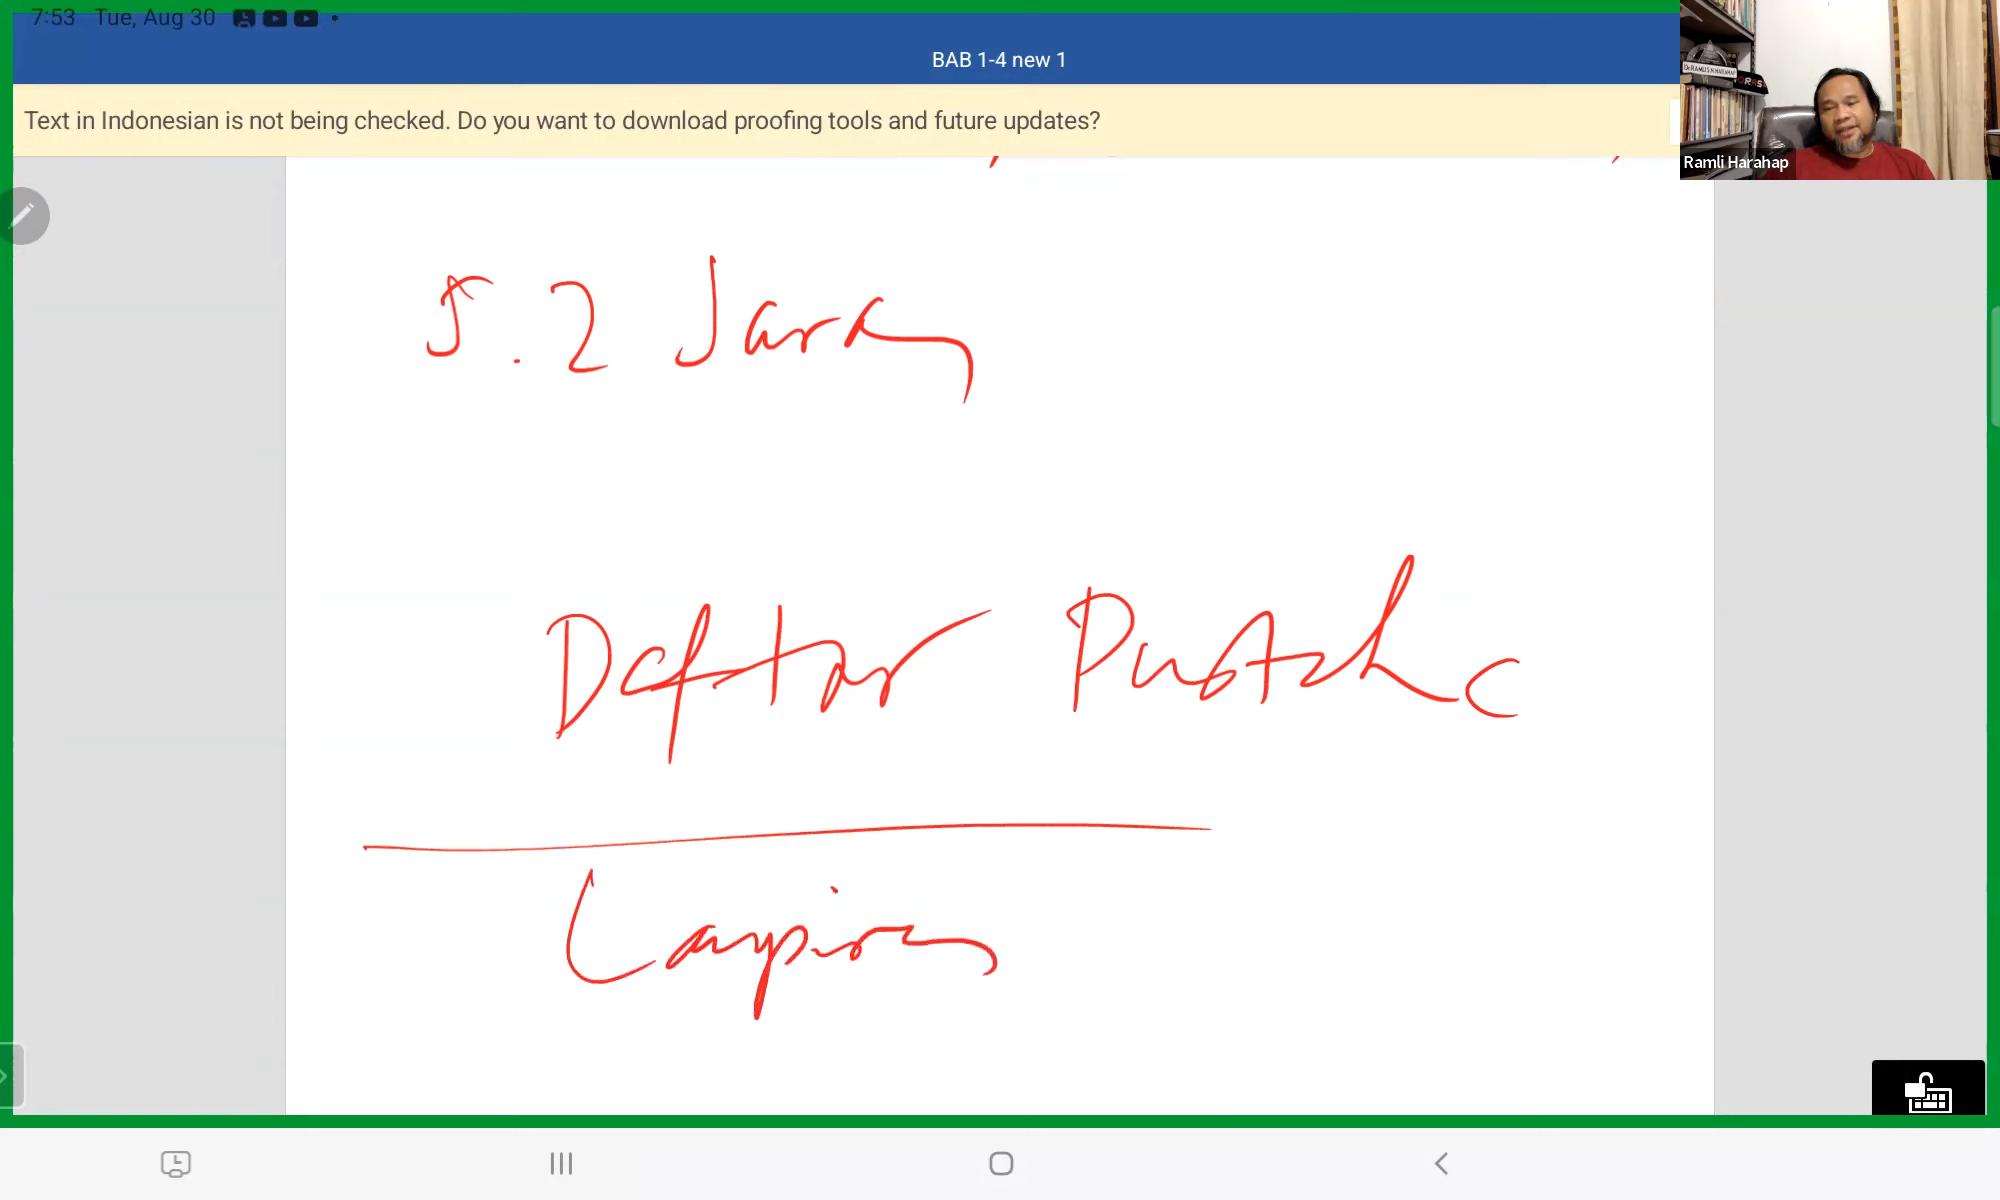 7:53 Tue, Aug 30
BAB 1-4 new 1
Text in Indonesian is not being checked. Do you want to download proofing tools and future updates?
Ramli Harahap
5.2 Saran
Daftar Pustaka
Lampiran